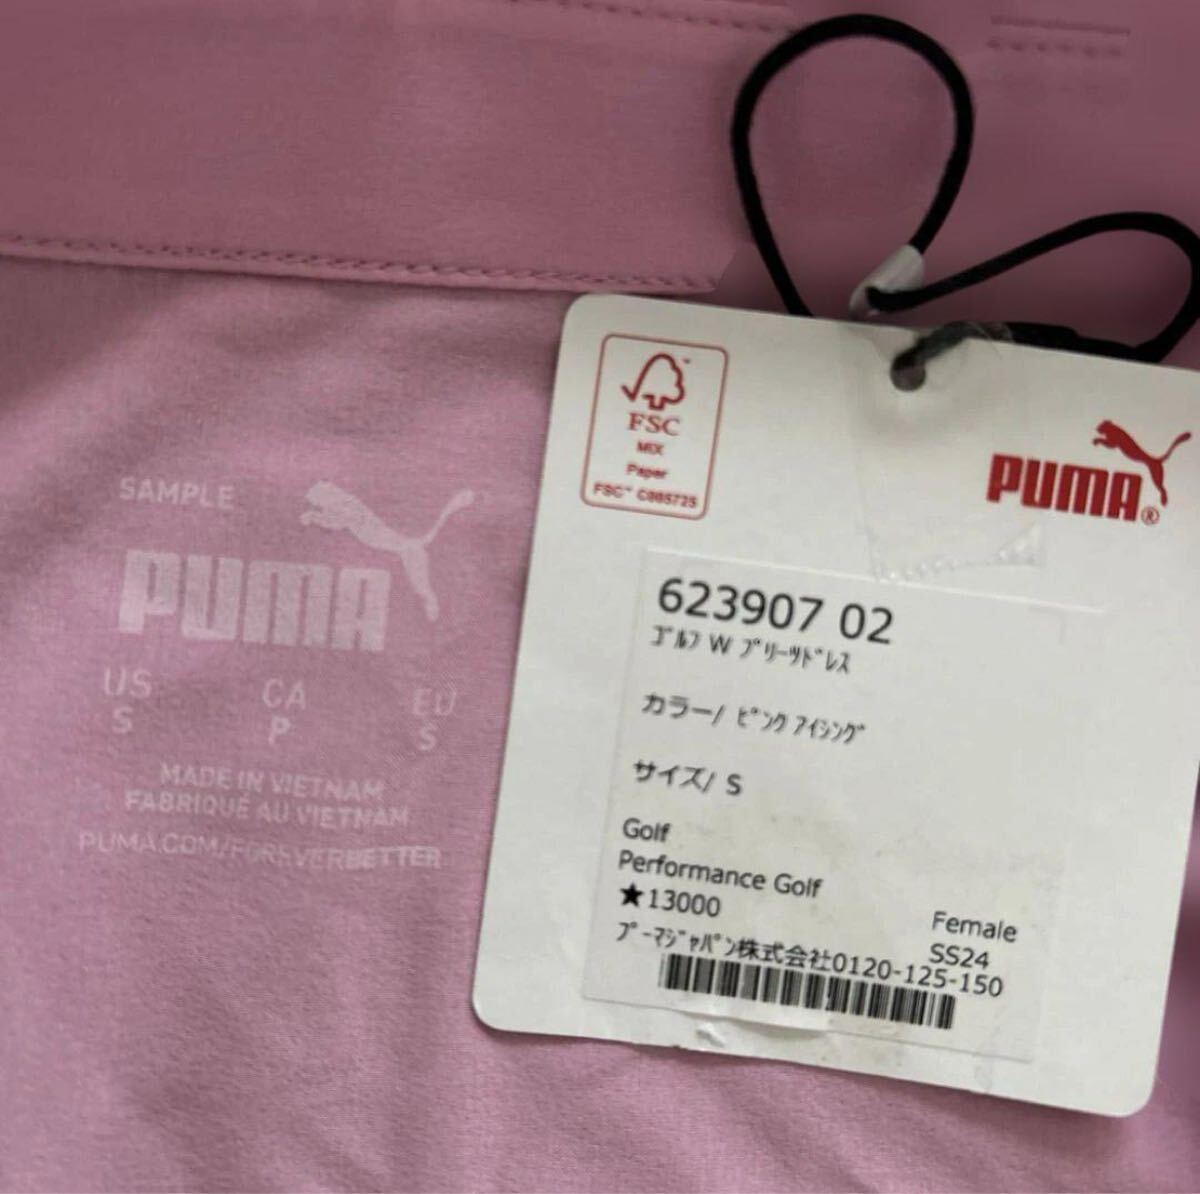 SAMPLE
PUMA
US CA EU
S P S
MADE IN VIETNAM
FABRIQUÉ AU VIETNAM
PUMA.COM/FOREVERBETTER
FSC
MIX
Paper
FSC™ C085725
PUMA®
623907 02
ｺﾞﾙﾌ W ﾌﾟﾘｰﾂﾄﾞﾚｽ
カラー/ ﾋﾟﾝｸ ｱｲｼﾝｸﾞ
サイズ/ S
Golf
Performance Golf
★13000
Female
SS24
ﾌﾟｰﾏｼﾞｬﾊﾟﾝ株式会社0120-125-150